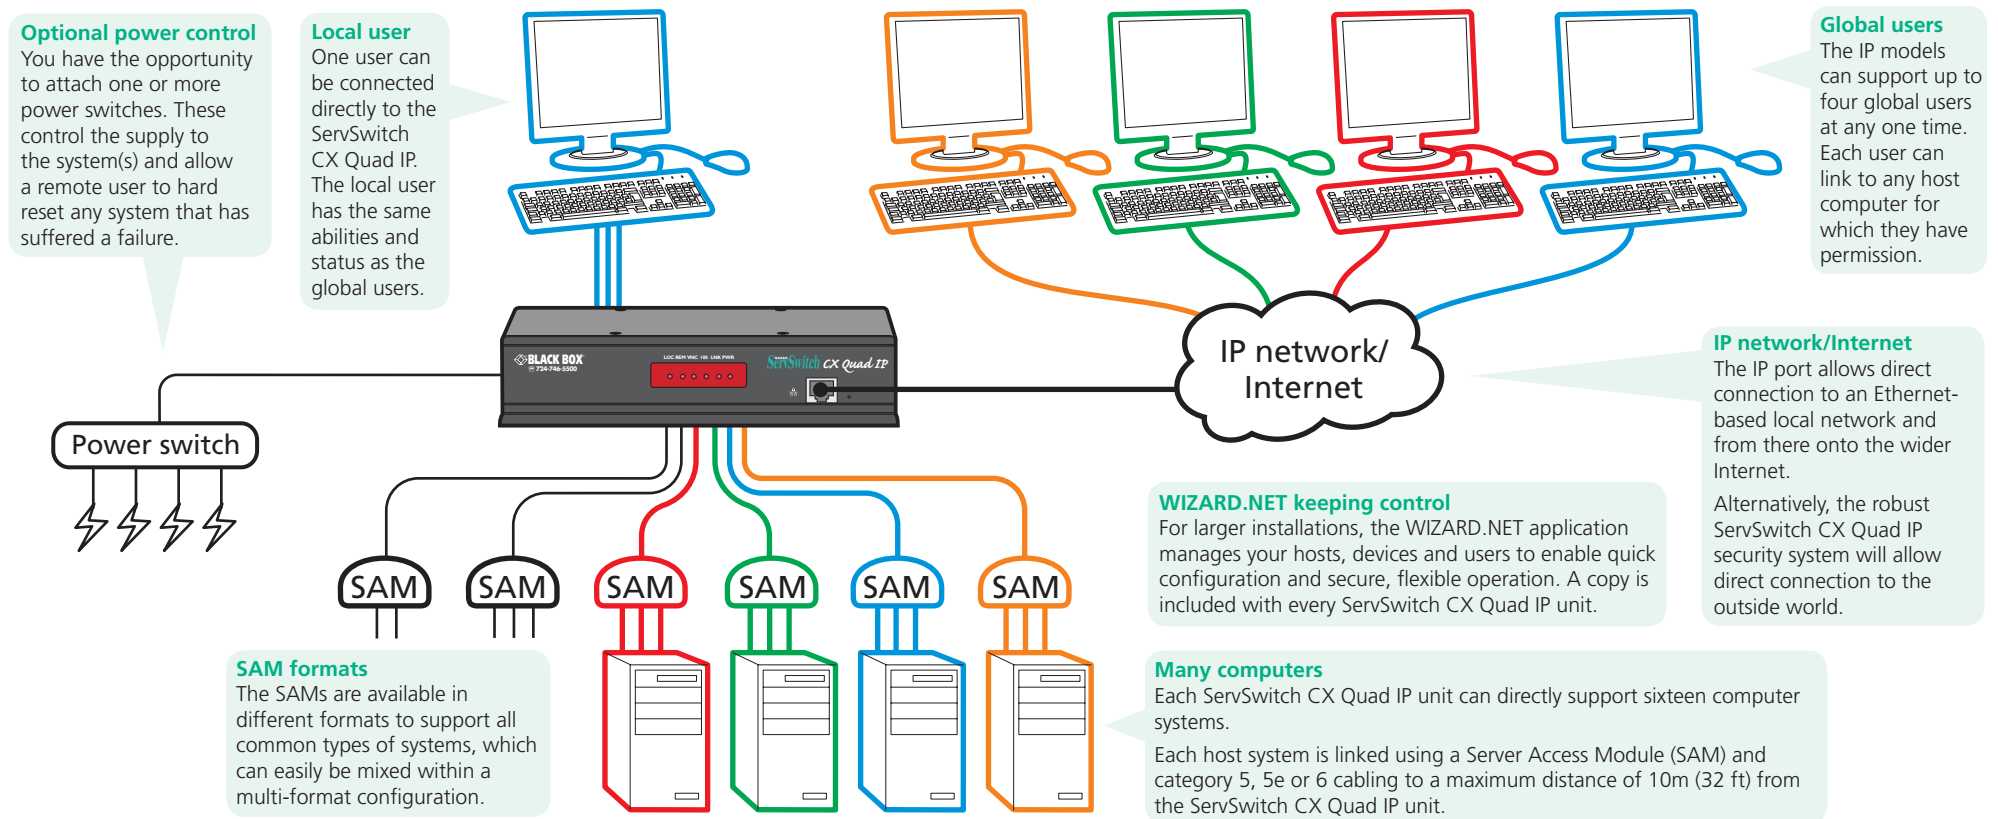 Optional power control
You have the opportunity
to attach one or more
power switches. These
control the supply to
the system(s) and allow
a remote user to hard
reset any system that has
suffered a failure.
Local user
One user can
be connected
directly to the
ServSwitch
CX Quad IP.
The local user
has the same
abilities and
status as the
global users.
Global users
The IP models
can support up to
four global users
at any one time.
Each user can
link to any host
computer for
which they have
permission.
BLACK BOX
724-746-5500
LOC REM VNC 100 LNK PWR
ServSwitch CX Quad IP
IP network/
Internet
IP network/Internet
The IP port allows direct
connection to an Ethernet-
based local network and
from there onto the wider
Internet.
Alternatively, the robust
ServSwitch CX Quad IP
security system will allow
direct connection to the
outside world.
Power switch
WIZARD.NET keeping control
For larger installations, the WIZARD.NET application
manages your hosts, devices and users to enable quick
configuration and secure, flexible operation. A copy is
included with every ServSwitch CX Quad IP unit.
SAM
SAM
SAM
SAM
SAM
SAM
SAM formats
The SAMs are available in
different formats to support all
common types of systems, which
can easily be mixed within a
multi-format configuration.
Many computers
Each ServSwitch CX Quad IP unit can directly support sixteen computer
systems.
Each host system is linked using a Server Access Module (SAM) and
category 5, 5e or 6 cabling to a maximum distance of 10m (32 ft) from
the ServSwitch CX Quad IP unit.